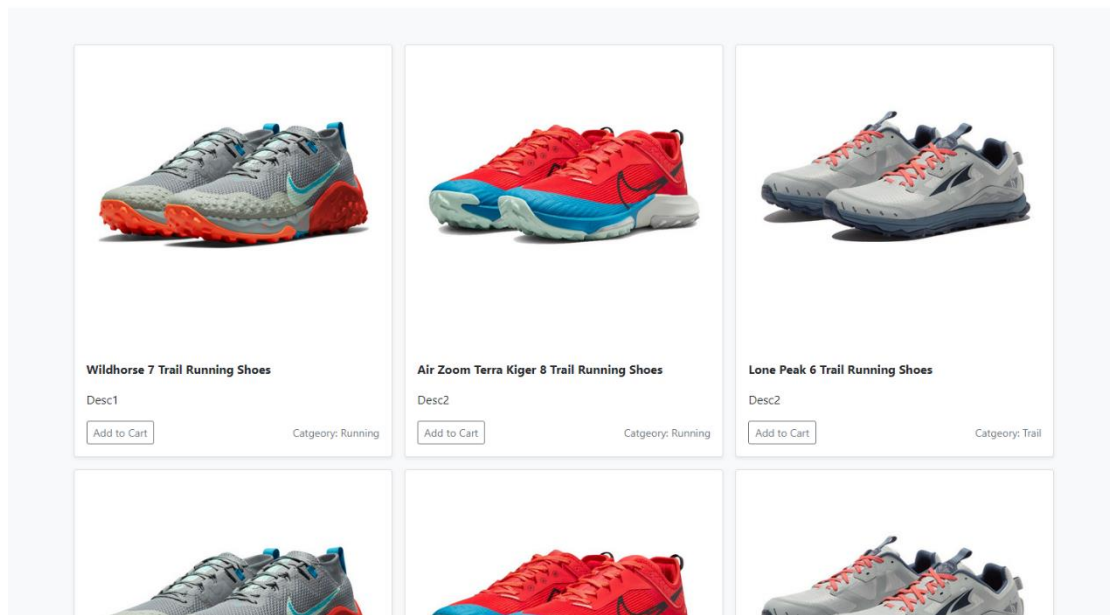 Wildhorse 7 Trail Running Shoes
Desc1
Add to Cart
Catgeory: Running
Air Zoom Terra Kiger 8 Trail Running Shoes
Desc2
Add to Cart
Catgeory: Running
Lone Peak 6 Trail Running Shoes
Desc2
Add to Cart
Catgeory: Trail